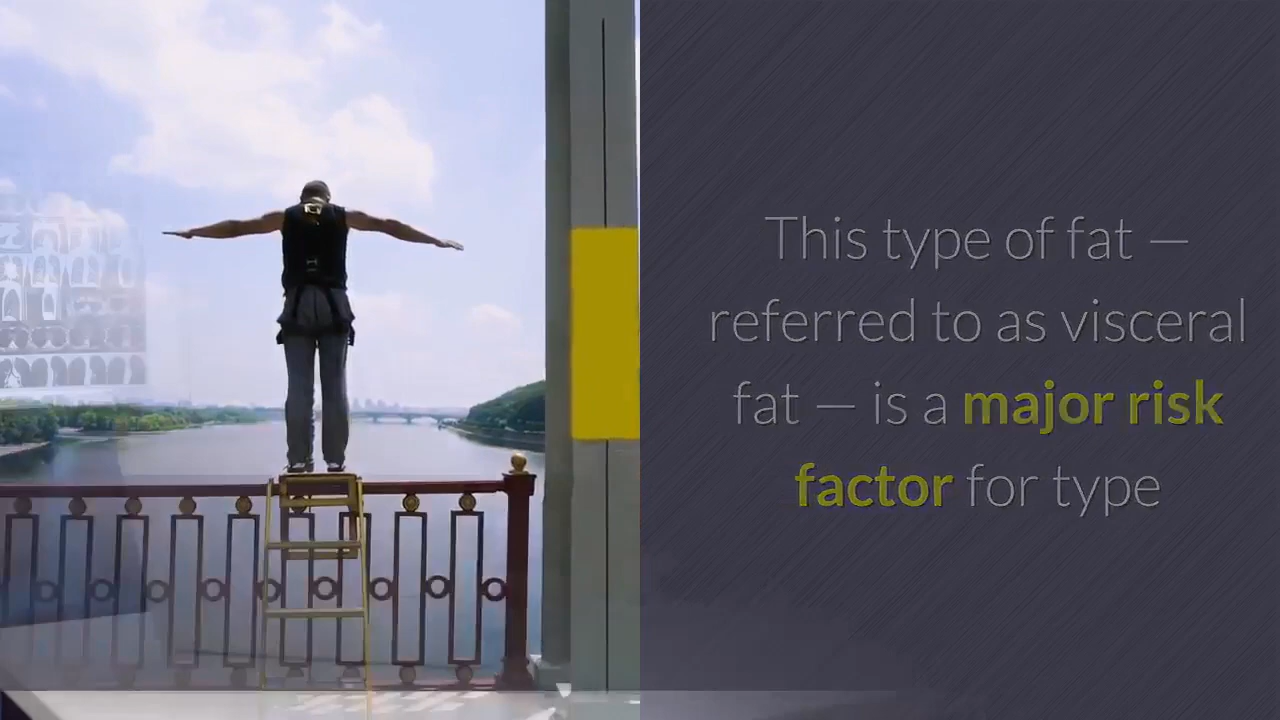 This type of fat —
referred to as visceral
fat — is a major risk
factor for type